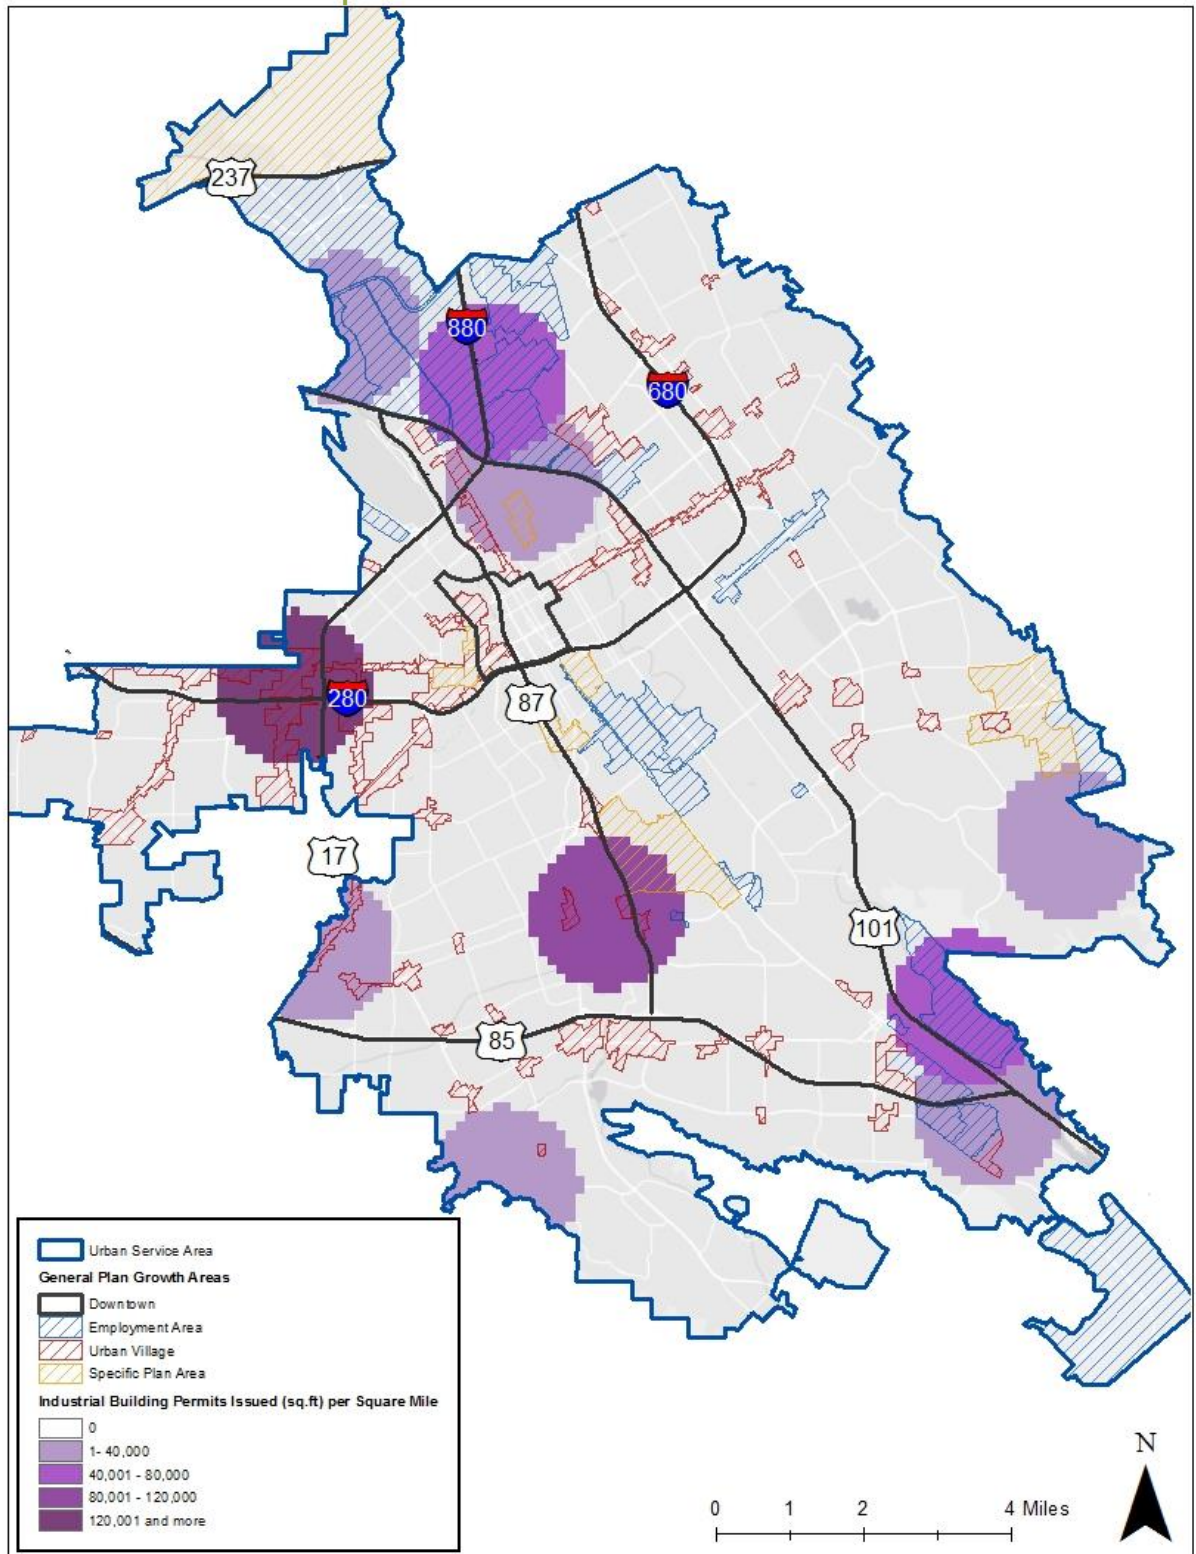 237
880
680
280
87
17
101
85
Urban Service Area
General Plan Growth Areas
Downtown
Employment Area
Urban Village
Specific Plan Area
Industrial Building Permits Issued (sq.ft) per Square Mile
0
1- 40,000
40,001 - 80,000
80,001 - 120,000
120,001 and more
N
0 1 2 4 Miles